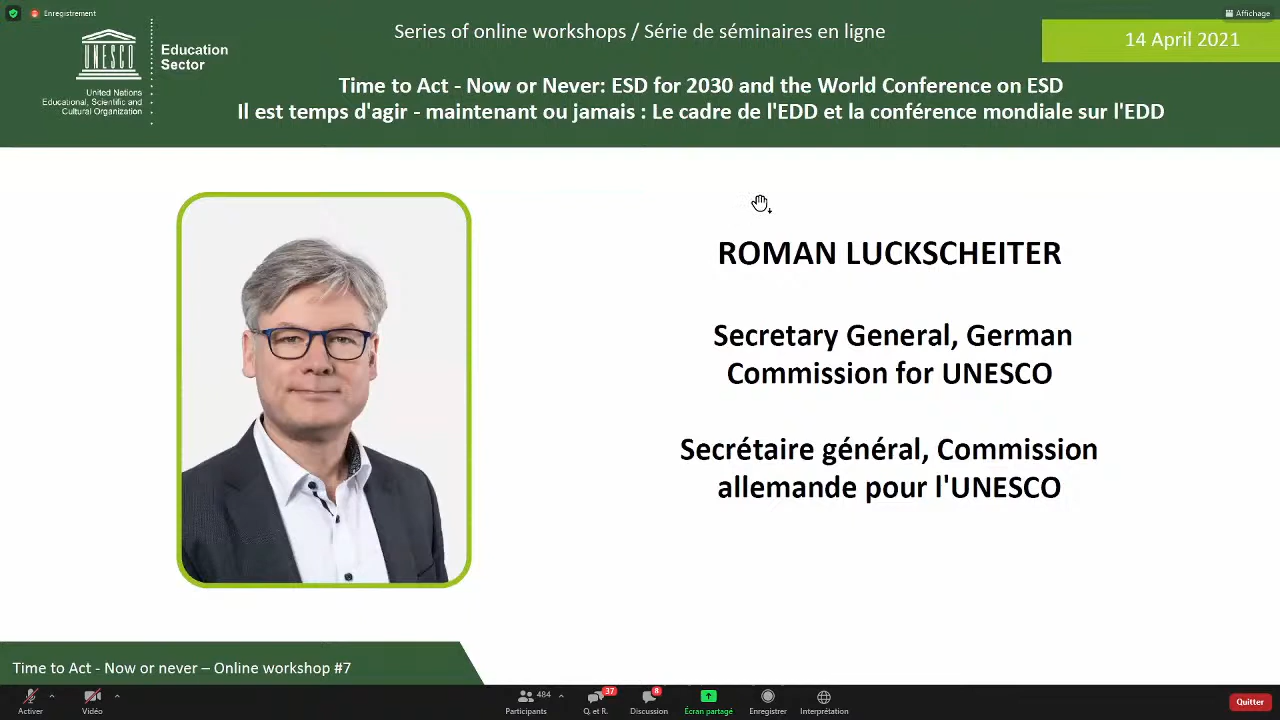 Enregistrement
Affichage
UNESCO
Education
Sector
United Nations
Educational, Scientific and
Cultural Organization
Series of online workshops / Série de séminaires en ligne
14 April 2021
Time to Act - Now or Never: ESD for 2030 and the World Conference on ESD
Il est temps d'agir - maintenant ou jamais : Le cadre de l'EDD et la conférence mondiale sur l'EDD
ROMAN LUCKSCHEITER
Secretary General, German
Commission for UNESCO
Secrétaire général, Commission
allemande pour l'UNESCO
Time to Act - Now or never – Online workshop #7
Activer
Vidéo
484
Participants
37
Q. et R.
8
Discussion
Écran partagé
Enregistrer
Interprétation
Quitter